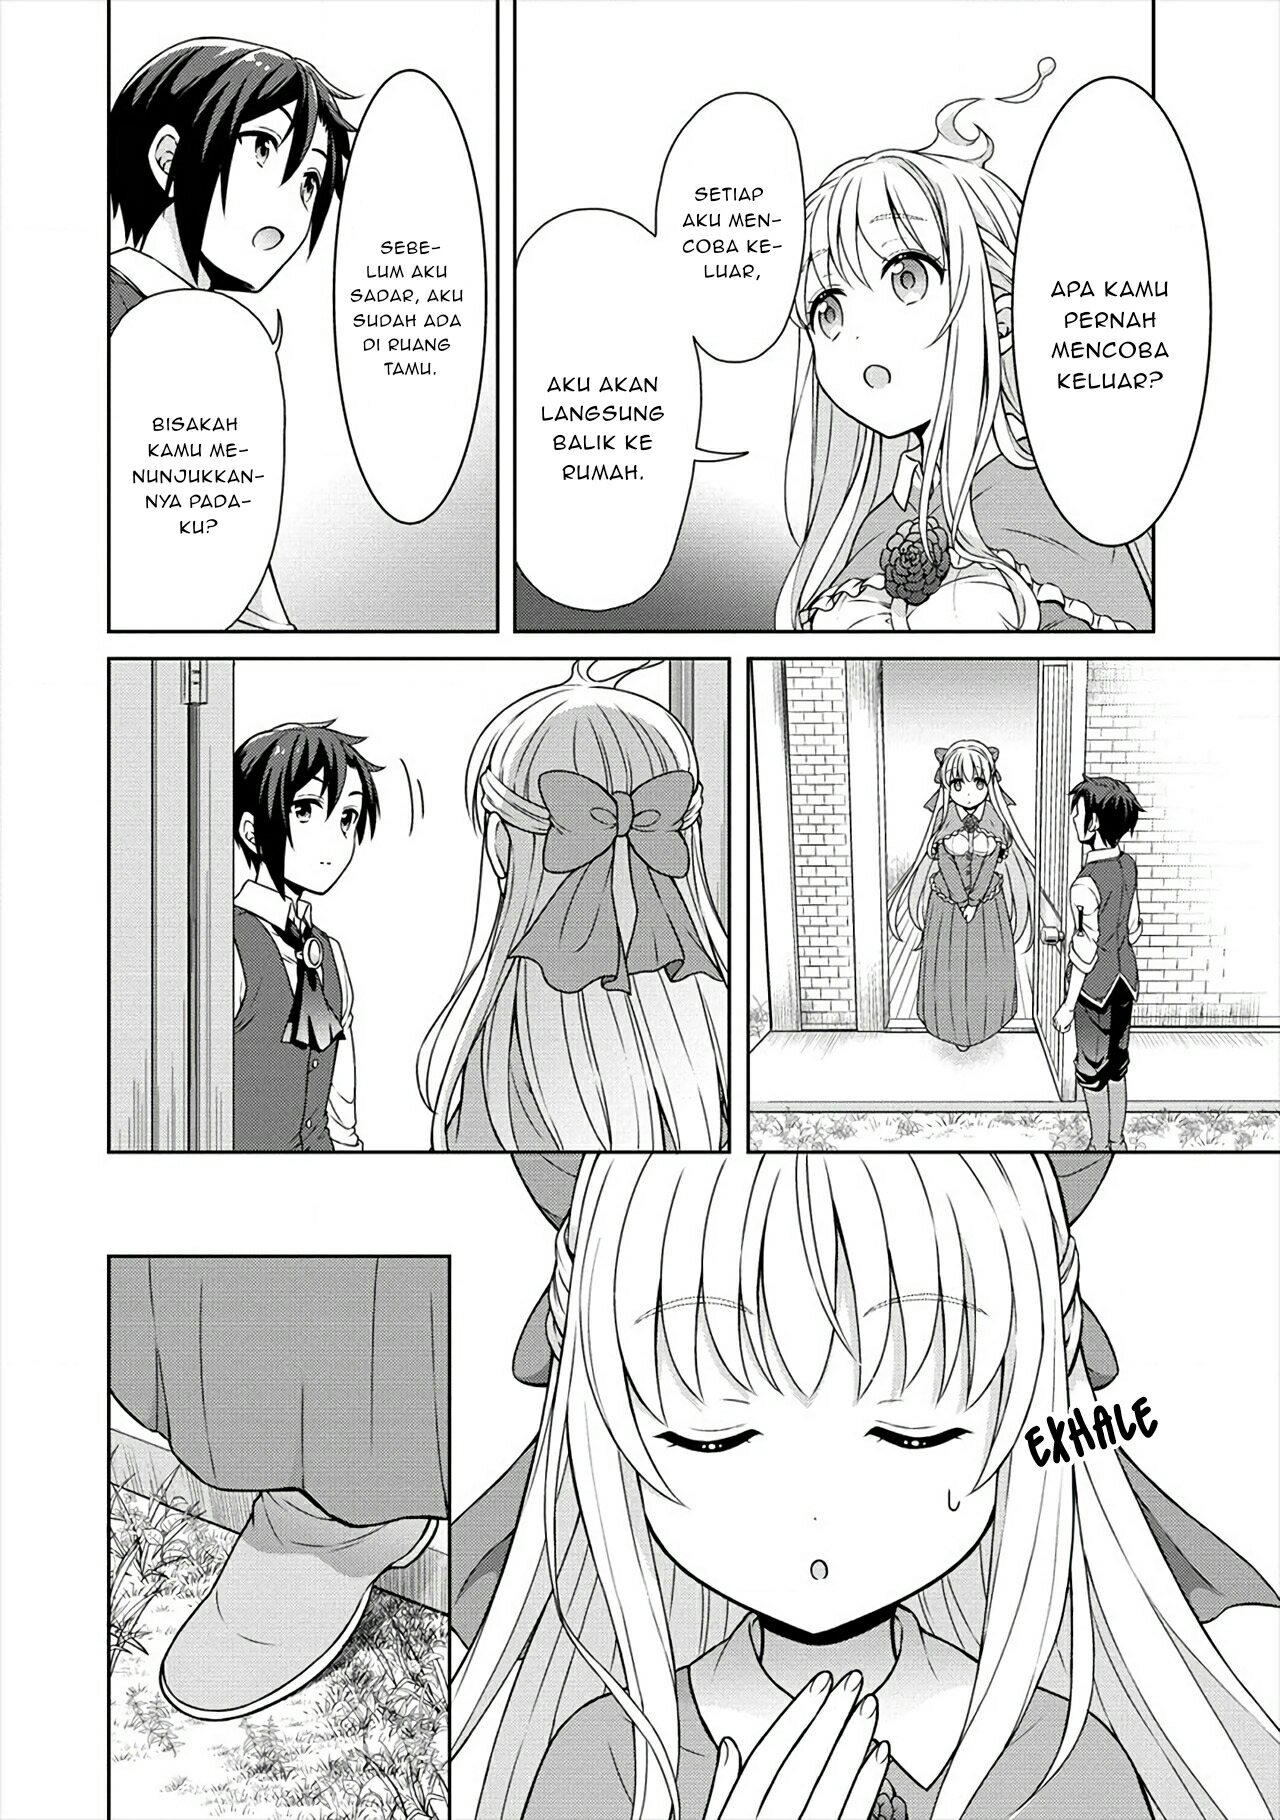 APA KAMU
PERNAH
MENCOBA
KELUAR?
SETIAP
AKU MEN-
COBA KE-
LUAR,
AKU AKAN
LANGSUNG
BALIK KE
RUMAH.
SEBE-
LUM AKU
SADAR, AKU
SUDAH ADA
DI RUANG
TAMU.
BISAKAH
KAMU ME-
NUNJUKKAN-
NYA PADA-
KU?
EXHALE